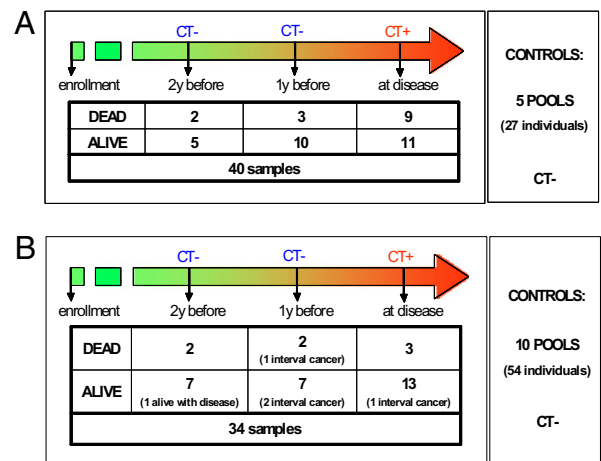 A
CT- CT- CT+
enrollment 2y before 1y before at disease
DEAD 2 3 9
ALIVE 5 10 11
40 samples
CONTROLS:
5 POOLS
(27 individuals)
CT-
B
CT- CT- CT+
enrollment 2y before 1y before at disease
DEAD 2 2 3
(1 interval cancer)
ALIVE 7 7 13
(1 alive with disease) (2 interval cancer) (1 interval cancer)
34 samples
CONTROLS:
10 POOLS
(54 individuals)
CT-